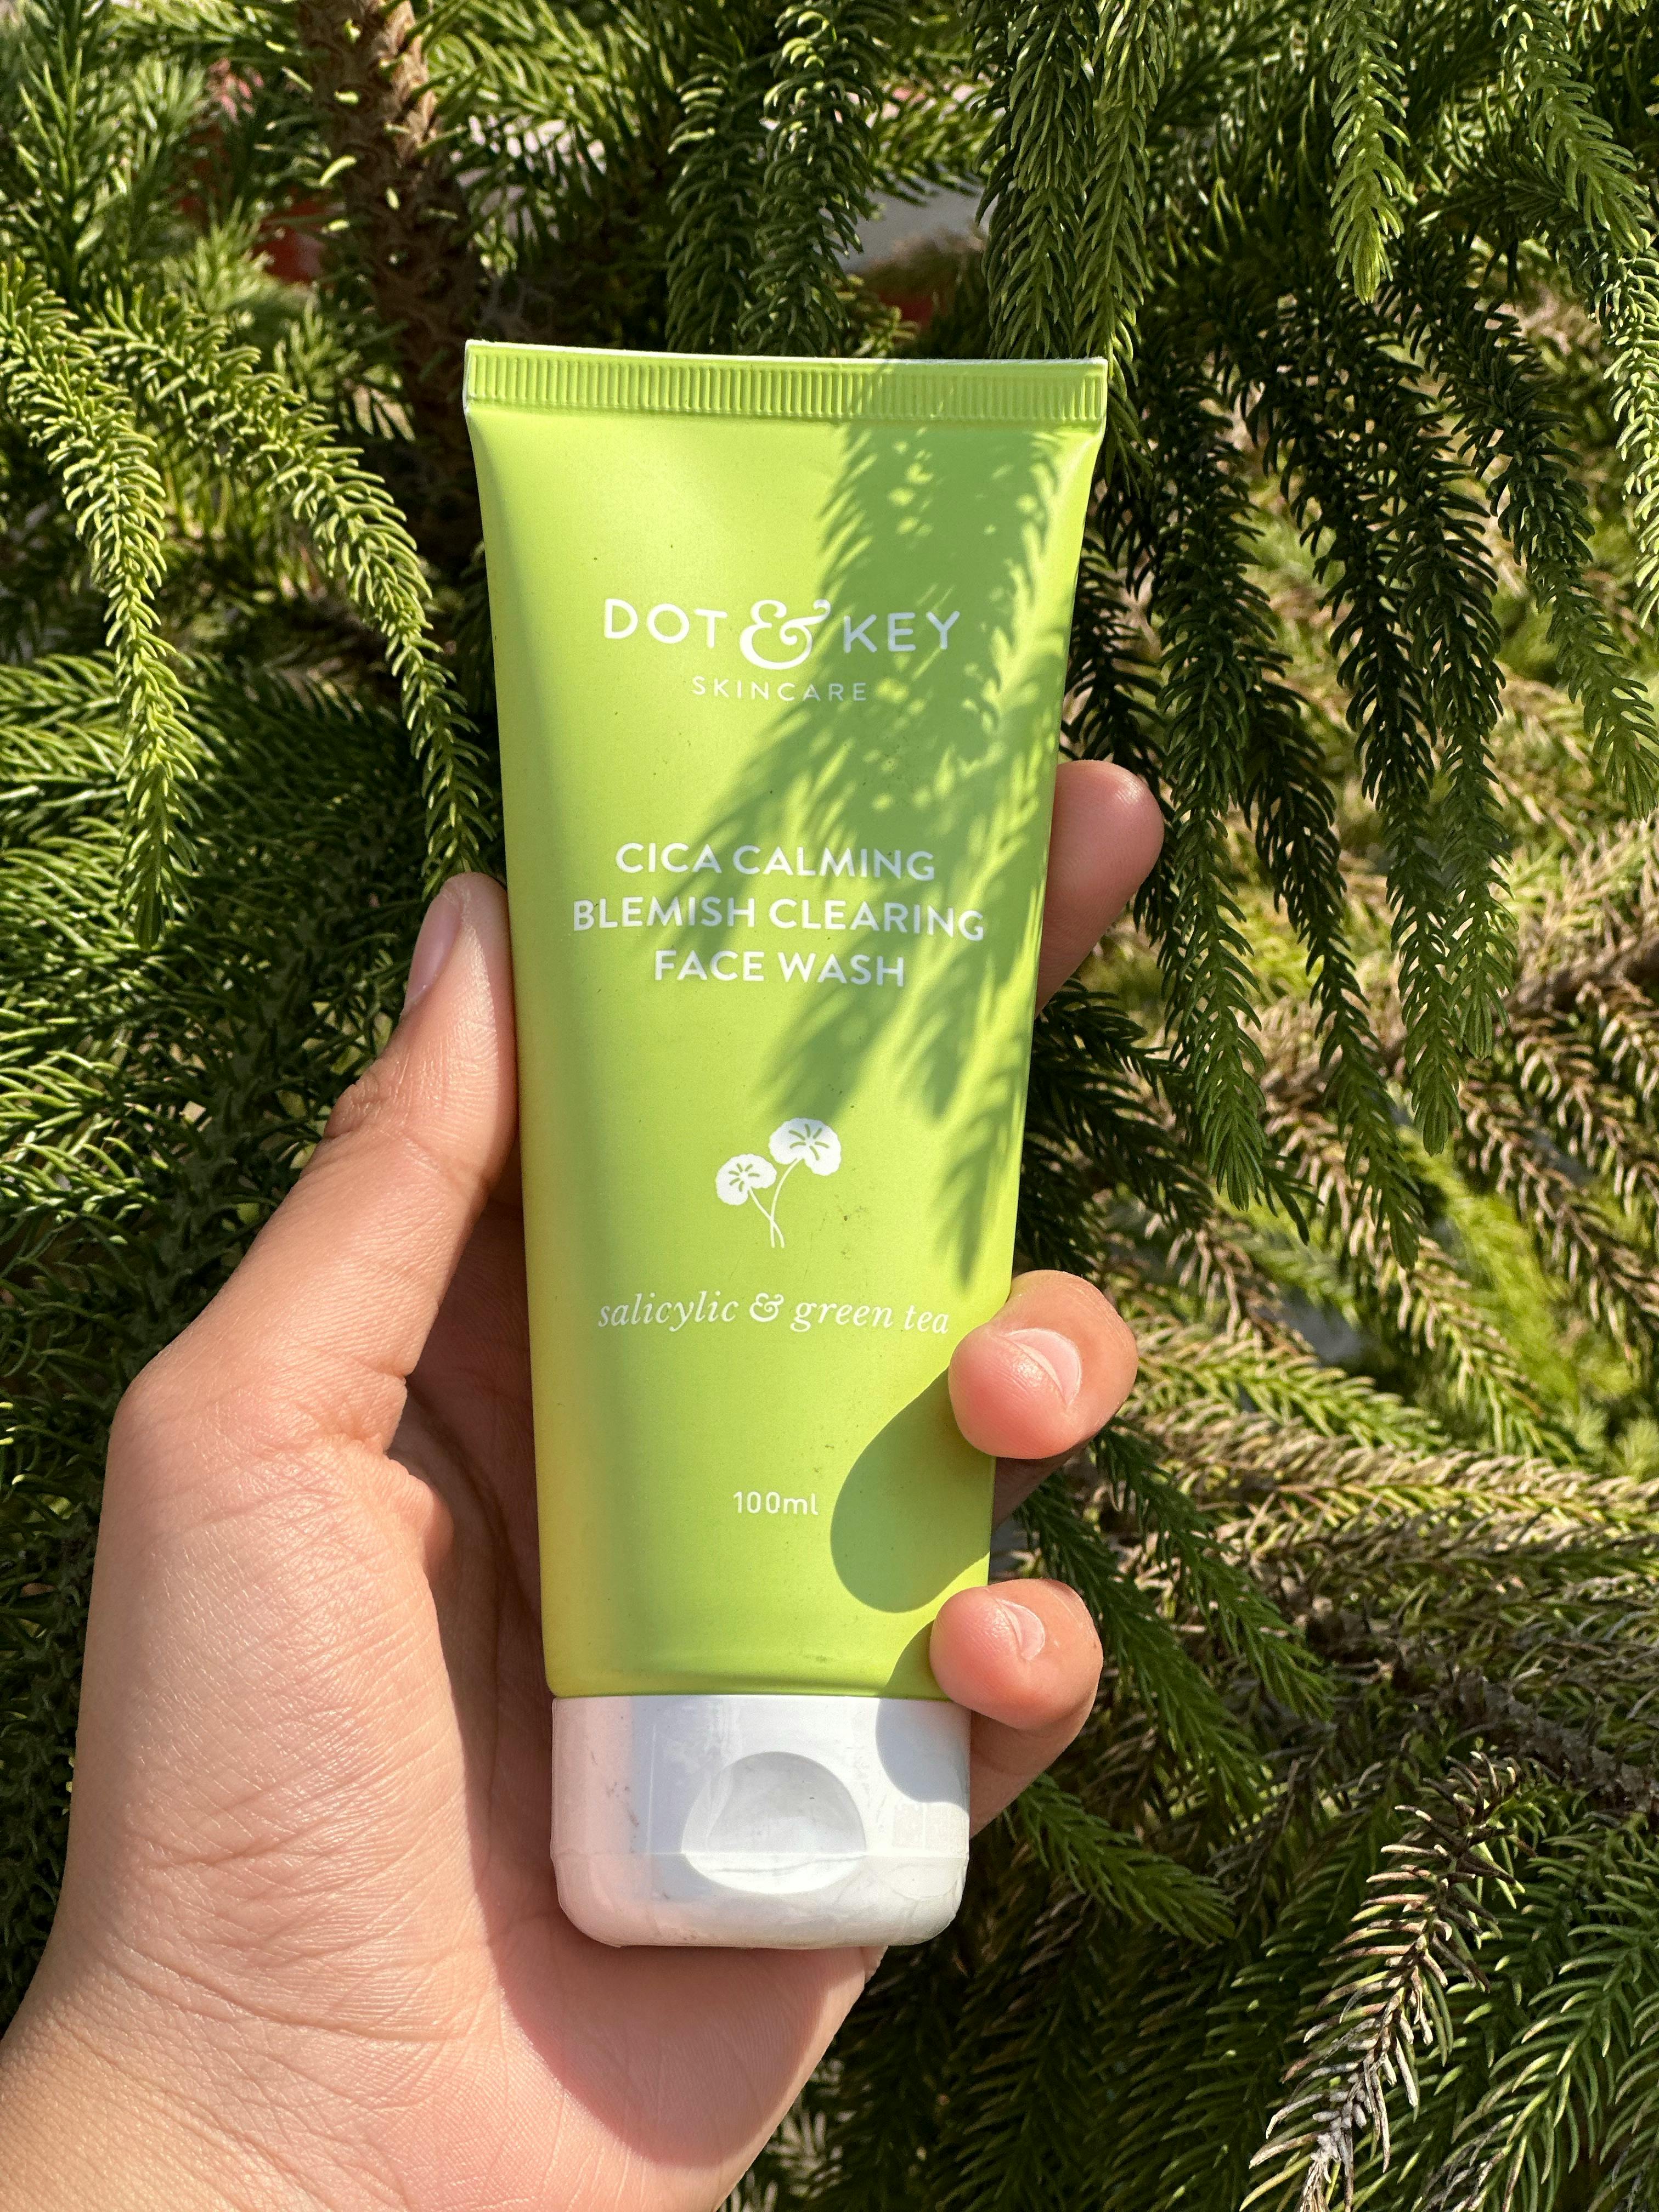 DOT & KEY
SKINCARE
CICA CALMING
BLEMISH CLEARING
FACE WASH
salicylic & green tea
100ml